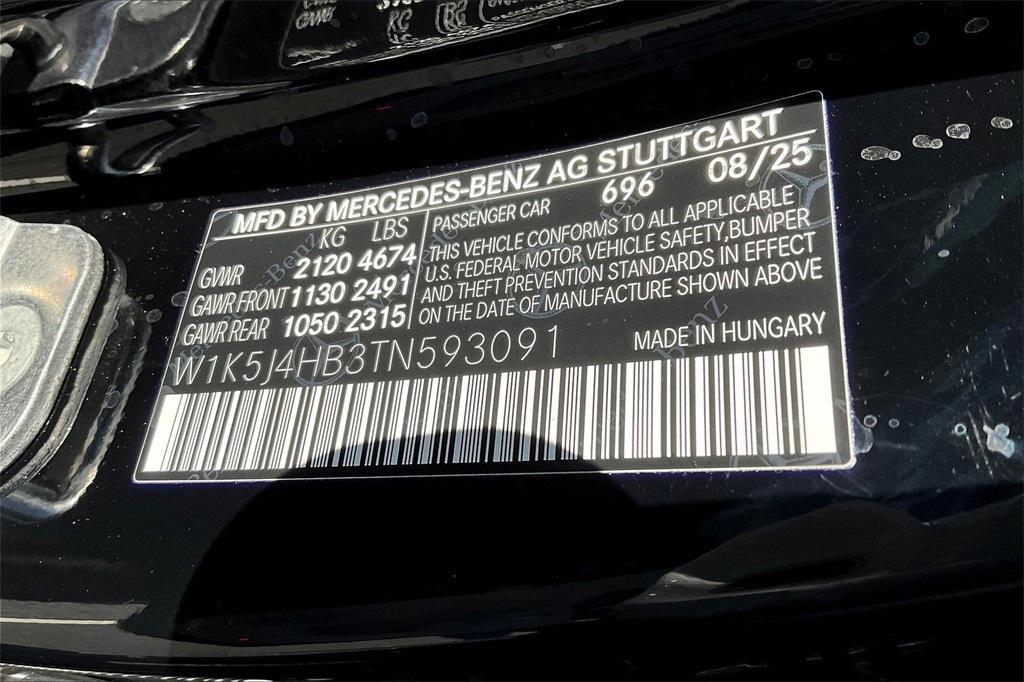 GAWR KG
MFD BY MERCEDES-BENZ AG STUTTGART
KG LBS
PASSENGER CAR 696 08/25
GVWR 2120 4674
GAWR FRONT 1130 2491
GAWR REAR 1050 2315
THIS VEHICLE CONFORMS TO ALL APPLICABLE
U.S. FEDERAL MOTOR VEHICLE SAFETY,BUMPER
AND THEFT PREVENTION STANDARDS IN EFFECT
ON THE DATE OF MANUFACTURE SHOWN ABOVE
W1K5J4HB3TN593091
MADE IN HUNGARY